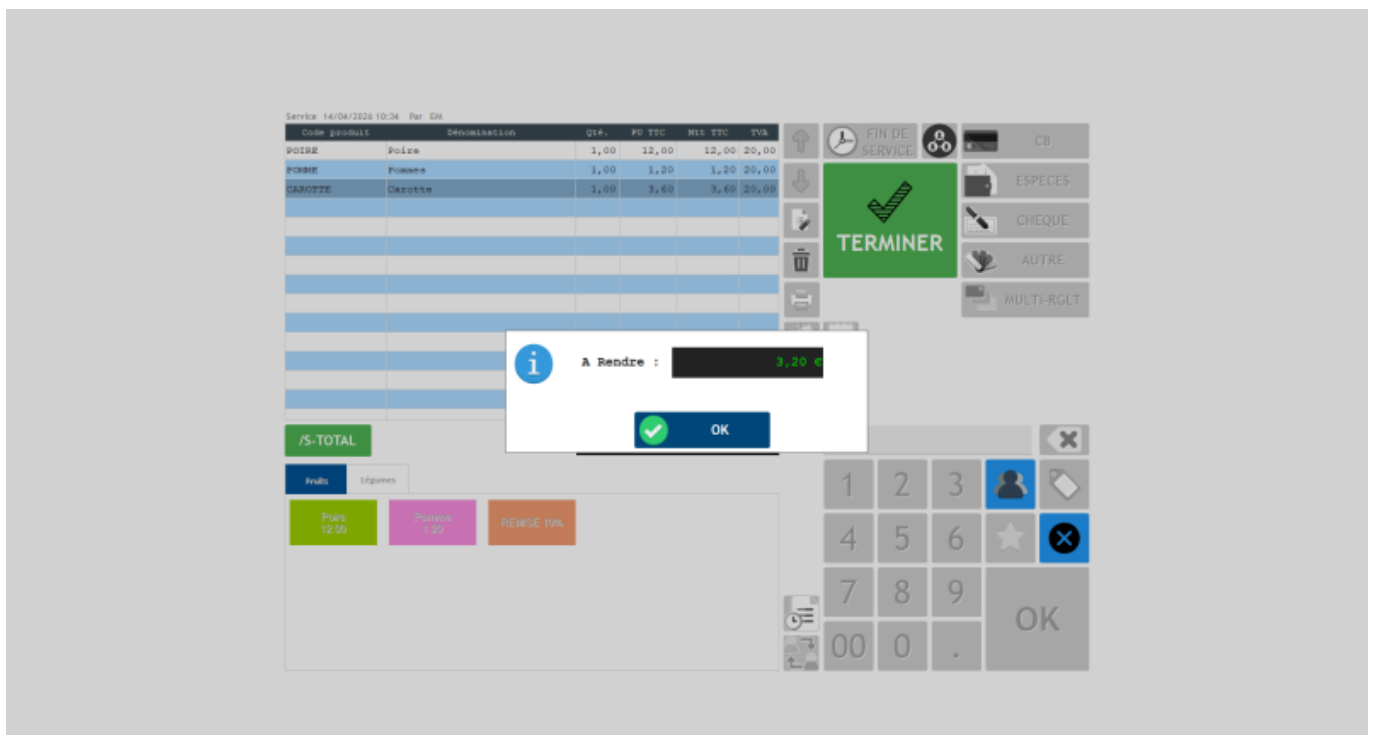 Service 14/04/2026 10:34 Par EM
Code produit Dénomination Qté. PU TTC Mtt TTC TVA
POIRE Poire 1,00 12,00 12,00 20,00
POMME Pommes 1,00 1,20 1,20 20,00
CAROTTE Carotte 1,00 3,60 3,60 20,00
FIN DE
SERVICE
CB
ESPECES
CHEQUE
AUTRE
MULTI-RGLT
TERMINER
A Rendre : 3,20 €
OK
/S-TOTAL
Fruits Légumes
Poire
12.00
Pomme
1.20
REMISE 10%
1 2 3
4 5 6
7 8 9
00 0 .
OK